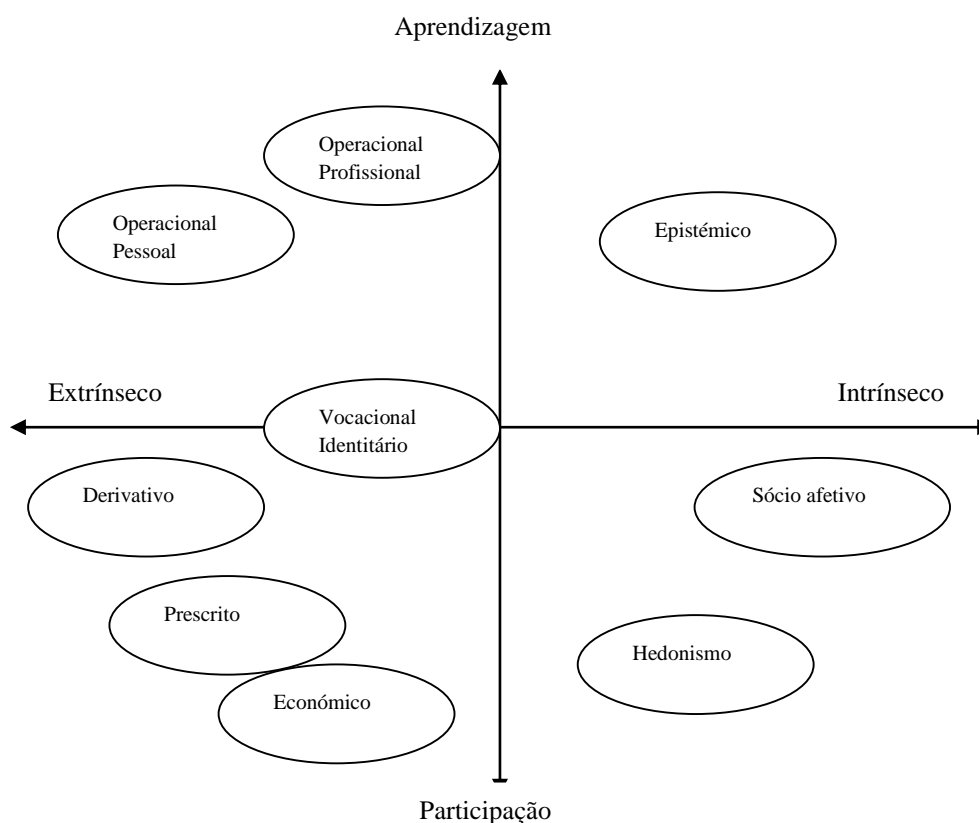 Aprendizagem
Operacional
Profissional
Operacional
Pessoal
Epistémico
Extrínseco
Intrínseco
Vocacional
Identitário
Derivativo
Sócio afetivo
Prescrito
Hedonismo
Económico
Participação